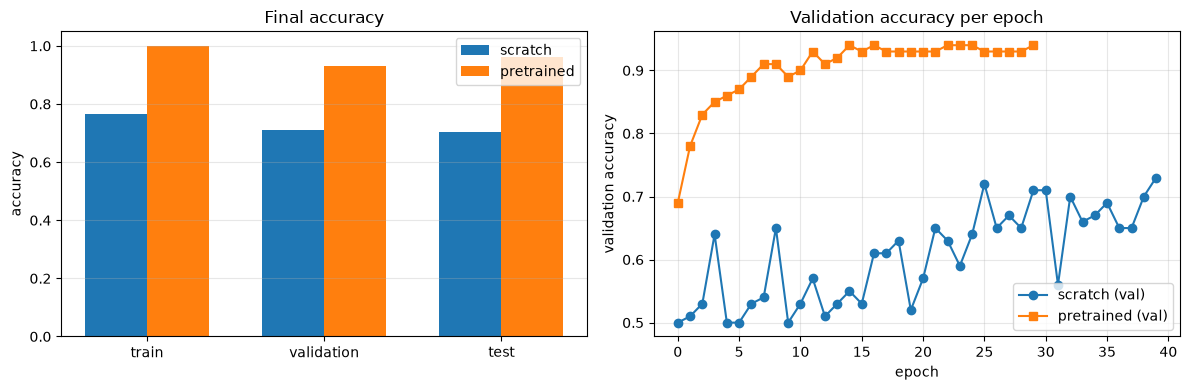 Final accuracy
accuracy
1.0
0.8
0.6
0.4
0.2
0.0
train
validation
test
scratch
pretrained
Validation accuracy per epoch
validation accuracy
0.9
0.8
0.7
0.6
0.5
0
5
10
15
20
25
30
35
40
epoch
scratch (val)
pretrained (val)